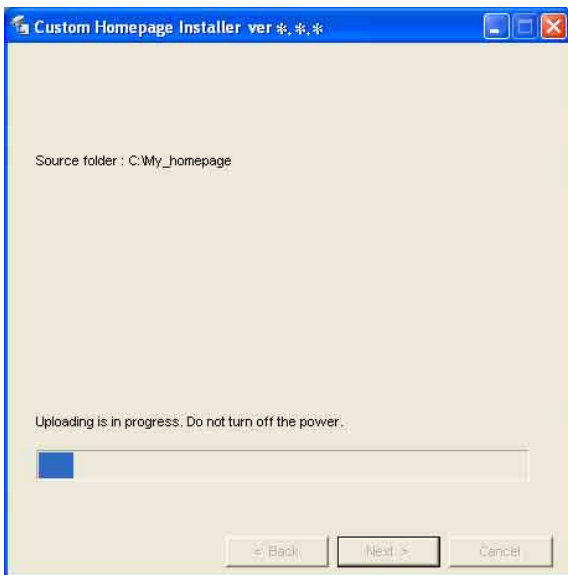 Custom Homepage Installer ver *.*.*
Source folder : C:\My_homepage
Uploading is in progress. Do not turn off the power.
< Back
Next >
Cancel